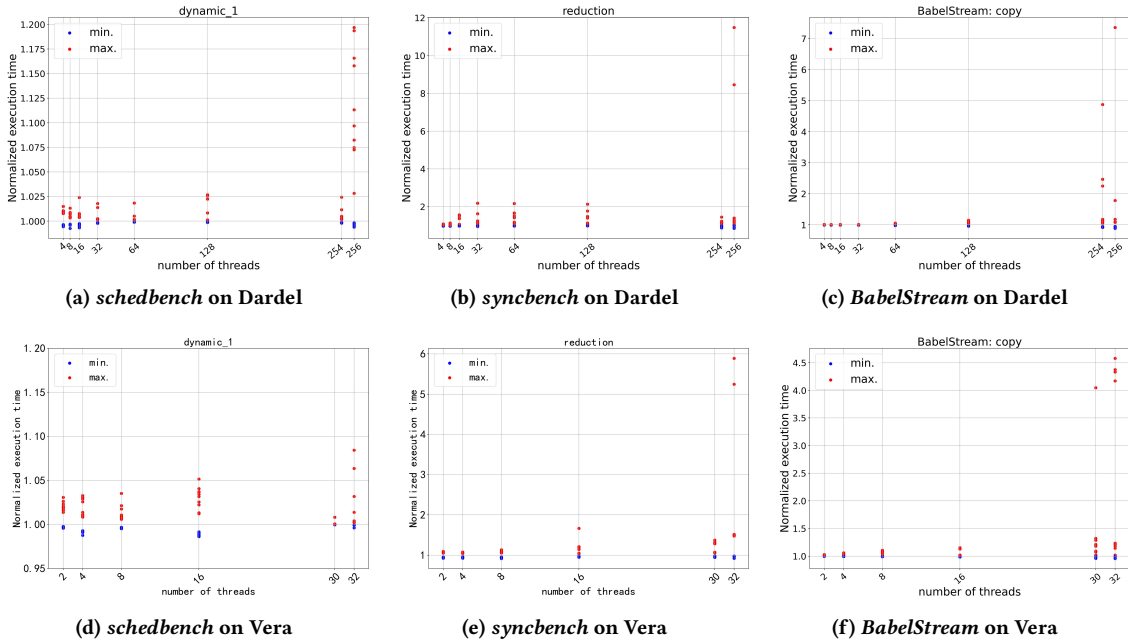 dynamic_1
min.
max.
Normalized execution time
1.200
1.175
1.150
1.125
1.100
1.075
1.050
1.025
1.000
4 8 16 32 64 128 254 256
number of threads
(a) schedbench on Dardel
reduction
min.
max.
Normalized execution time
12
10
8
6
4
2
4 8 16 32 64 128 254 256
number of threads
(b) syncbench on Dardel
BabelStream: copy
min.
max.
Normalized execution time
7
6
5
4
3
2
1
4 8 16 32 64 128 254 256
number of threads
(c) BabelStream on Dardel
dynamic_1
min.
max.
Normalized execution time
1.20
1.15
1.10
1.05
1.00
0.95
2 4 8 16 30 32
number of threads
(d) schedbench on Vera
reduction
min.
max.
Normalized execution time
6
5
4
3
2
1
2 4 8 16 30 32
number of threads
(e) syncbench on Vera
BabelStream: copy
min.
max.
Normalized execution time
4.5
4.0
3.5
3.0
2.5
2.0
1.5
1.0
2 4 8 16 30 32
number of threads
(f) BabelStream on Vera